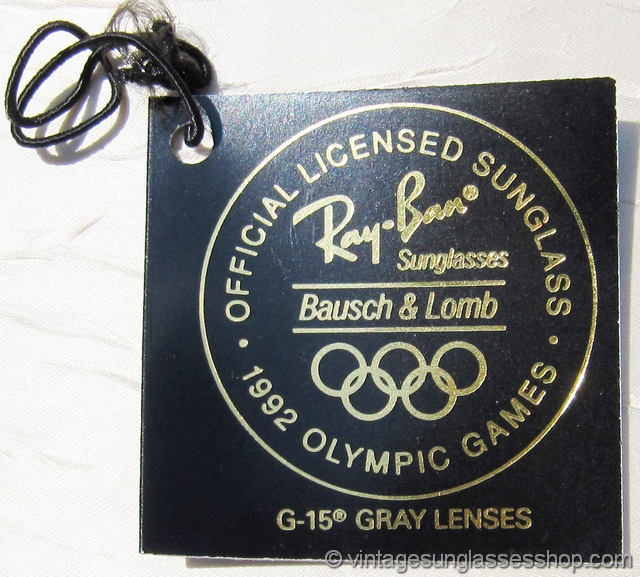 OFFICIAL LICENSED SUNGLASS
Ray-Ban®
Sunglasses
Bausch & Lomb
• 1992 OLYMPIC GAMES •
G-15® GRAY LENSES
© vintagesunglassesshop.com